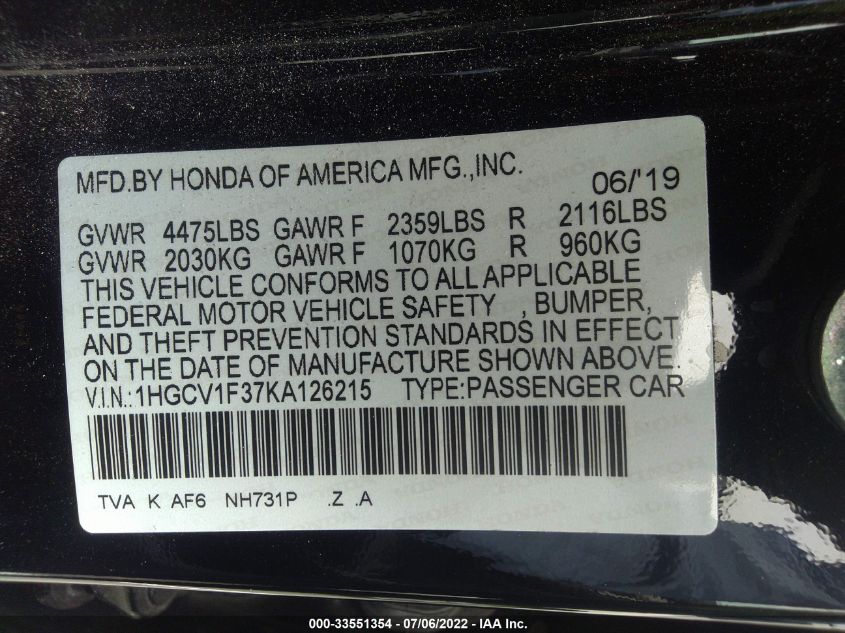 MFD.BY HONDA OF AMERICA MFG.,INC. 06/'19
GVWR 4475LBS GAWR F 2359LBS R 2116LBS
GVWR 2030KG GAWR F 1070KG R 960KG
THIS VEHICLE CONFORMS TO ALL APPLICABLE
FEDERAL MOTOR VEHICLE SAFETY , BUMPER,
AND THEFT PREVENTION STANDARDS IN EFFECT
ON THE DATE OF MANUFACTURE SHOWN ABOVE.
V.I.N.:1HGCV1F37KA126215 TYPE:PASSENGER CAR
TVA K AF6 NH731P .Z .A
000-33551354 - 07/06/2022 - IAA Inc.